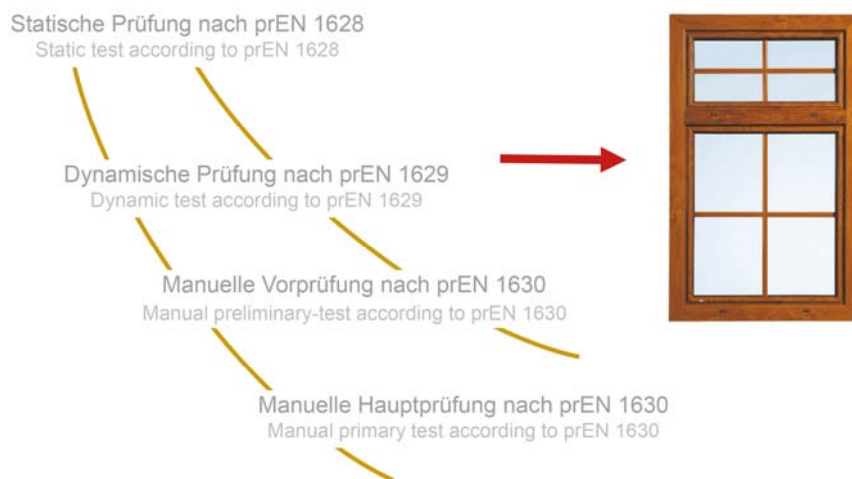 Statische Prüfung nach prEN 1628
Static test according to prEN 1628
Dynamische Prüfung nach prEN 1629
Dynamic test according to prEN 1629
Manuelle Vorprüfung nach prEN 1630
Manual preliminary-test according to prEN 1630
Manuelle Hauptprüfung nach prEN 1630
Manual primary test according to prEN 1630